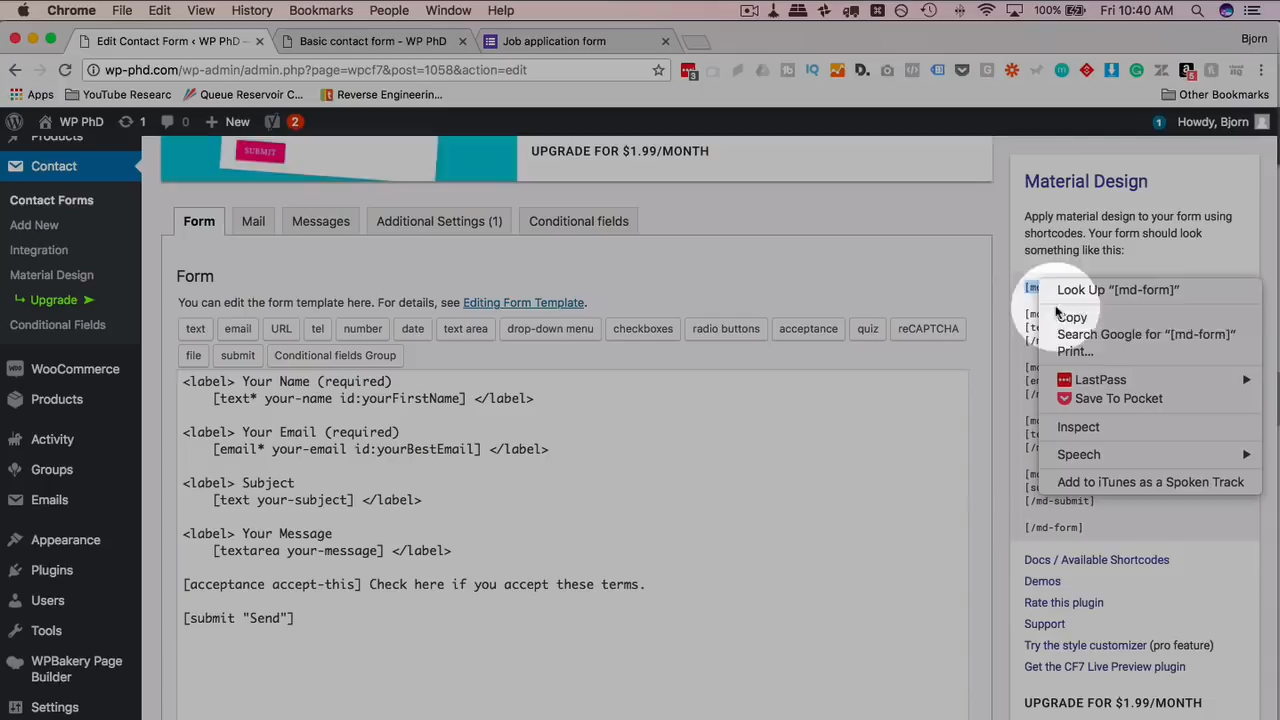 Chrome File Edit View History Bookmarks People Window Help 100% Fri 10:40 AM
Edit Contact Form ‹ WP PhD — Basic contact form - WP PhD Job application form Bjorn
wp-phd.com/wp-admin/admin.php?page=wpcf7&post=1058&action=edit 3
Apps YouTube Researc Queue Reservoir C... Reverse Engineerin... Other Bookmarks
WP PhD 1 0 New 2 1 Howdy, Bjorn
Products
Contact
Contact Forms
Add New
Integration
Material Design
Upgrade
Conditional Fields
WooCommerce
Products
Activity
Groups
Emails
Appearance
Plugins
Users
Tools
WPBakery Page
Builder
Settings
SUBMIT
UPGRADE FOR $1.99/MONTH
Form Mail Messages Additional Settings (1) Conditional fields
Form
You can edit the form template here. For details, see Editing Form Template.
text email URL tel number date text area drop-down menu checkboxes radio buttons acceptance quiz reCAPTCHA
file submit Conditional fields Group
<label> Your Name (required)
[text* your-name id:yourFirstName] </label>
<label> Your Email (required)
[email* your-email id:yourBestEmail] </label>
<label> Subject
[text your-subject] </label>
<label> Your Message
[textarea your-message] </label>
[acceptance accept-this] Check here if you accept these terms.
[submit "Send"]
Material Design
Apply material design to your form using
shortcodes. Your form should look
something like this:
Look Up “[md-form]”
Copy
Search Google for “[md-form]”
Print...
LastPass
Save To Pocket
Inspect
Speech
Add to iTunes as a Spoken Track
[/md-submit]
[/md-form]
Docs / Available Shortcodes
Demos
Rate this plugin
Support
Try the style customizer (pro feature)
Get the CF7 Live Preview plugin
UPGRADE FOR $1.99/MONTH